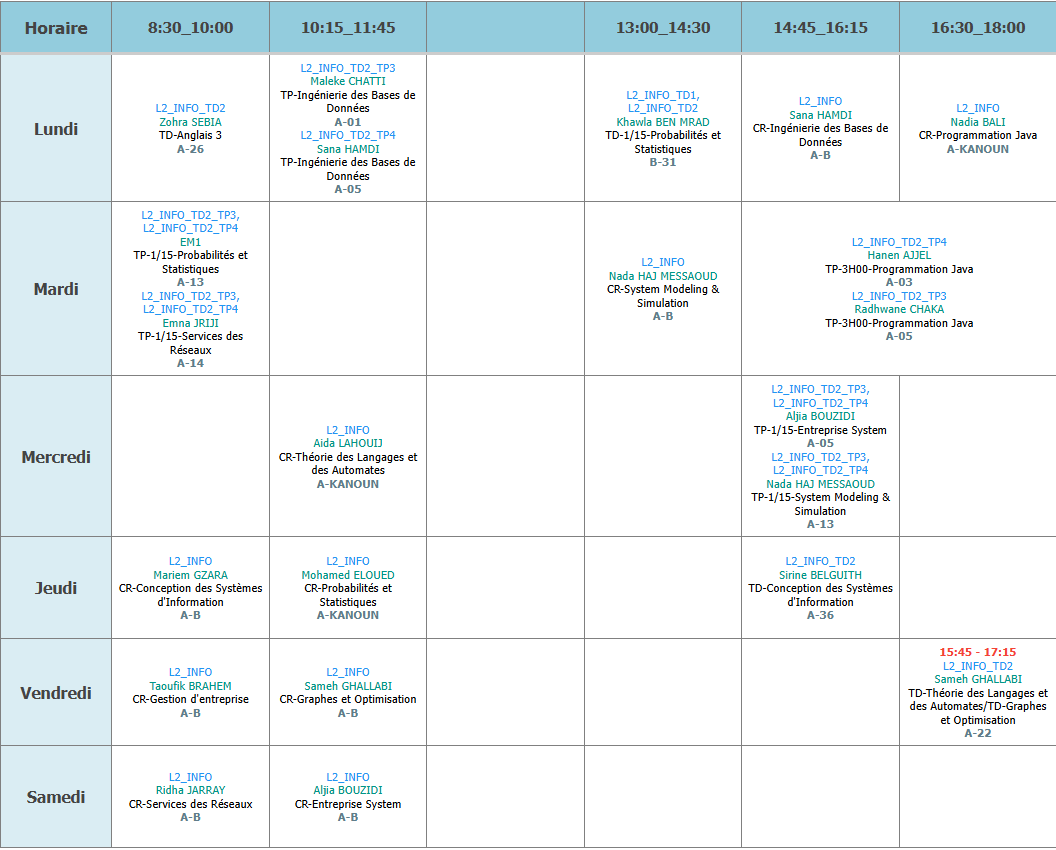 Horaire
8:30_10:00
10:15_11:45
13:00_14:30
14:45_16:15
16:30_18:00
Lundi
L2_INFO_TD2
Zohra SEBIA
TD-Anglais 3
A-26
L2_INFO_TD2_TP3
Maleke CHATTI
TP-Ingénierie des Bases de
Données
A-01
L2_INFO_TD2_TP4
Sana HAMDI
TP-Ingénierie des Bases de
Données
A-05
L2_INFO_TD1,
L2_INFO_TD2
Khawla BEN MRAD
TD-1/15-Probabilités et
Statistiques
B-31
L2_INFO
Sana HAMDI
CR-Ingénierie des Bases de
Données
A-B
L2_INFO
Nadia BALI
CR-Programmation Java
A-KANOUN
Mardi
L2_INFO_TD2_TP3,
L2_INFO_TD2_TP4
EM1
TP-1/15-Probabilités et
Statistiques
A-13
L2_INFO_TD2_TP3,
L2_INFO_TD2_TP4
Emna JRIJI
TP-1/15-Services des
Réseaux
A-14
L2_INFO
Nada HAJ MESSAOUD
CR-System Modeling &
Simulation
A-B
L2_INFO_TD2_TP4
Hanen AJJEL
TP-3H00-Programmation Java
A-03
L2_INFO_TD2_TP3
Radhwane CHAKA
TP-3H00-Programmation Java
A-05
Mercredi
L2_INFO
Aida LAHOUIJ
CR-Théorie des Langages et
des Automates
A-KANOUN
L2_INFO_TD2_TP3,
L2_INFO_TD2_TP4
Aljia BOUZIDI
TP-1/15-Entreprise System
A-05
L2_INFO_TD2_TP3,
L2_INFO_TD2_TP4
Nada HAJ MESSAOUD
TP-1/15-System Modeling &
Simulation
A-13
Jeudi
L2_INFO
Mariem GZARA
CR-Conception des Systèmes
d'Information
A-B
L2_INFO
Mohamed ELOUED
CR-Probabilités et
Statistiques
A-KANOUN
L2_INFO_TD2
Sirine BELGUITH
TD-Conception des Systèmes
d'Information
A-36
Vendredi
L2_INFO
Taoufik BRAHEM
CR-Gestion d'entreprise
A-B
L2_INFO
Sameh GHALLABI
CR-Graphes et Optimisation
A-B
15:45 - 17:15
L2_INFO_TD2
Sameh GHALLABI
TD-Théorie des Langages et
des Automates/TD-Graphes
et Optimisation
A-22
Samedi
L2_INFO
Ridha JARRAY
CR-Services des Réseaux
A-B
L2_INFO
Aljia BOUZIDI
CR-Entreprise System
A-B